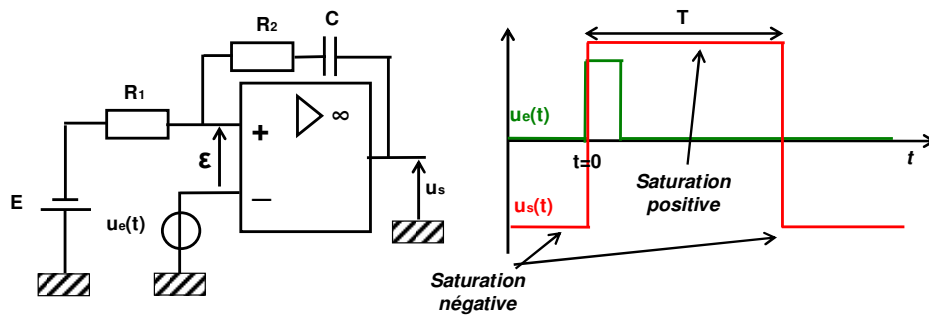 R₂
C
R₁
+
∞
ε
−
E
uₑ(t)
uₛ
T
uₑ(t)
t=0
t
Saturation
positive
uₛ(t)
Saturation
négative